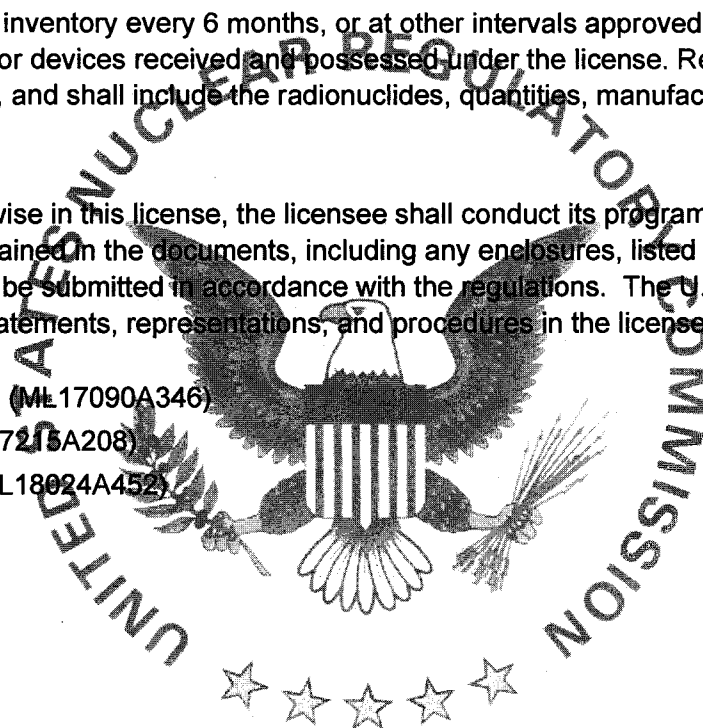 inventory every 6 months, or at other intervals approved
or devices received and possessed under the license. Re
, and shall include the radionuclides, quantities, manufac
wise in this license, the licensee shall conduct its program
ained in the documents, including any enclosures, listed
be submitted in accordance with the regulations. The U.
atements, representations, and procedures in the license
(ML17090A346)
7215A208)
L18024A452)
UNITED STATES NUCLEAR REGULATORY COMMISSION